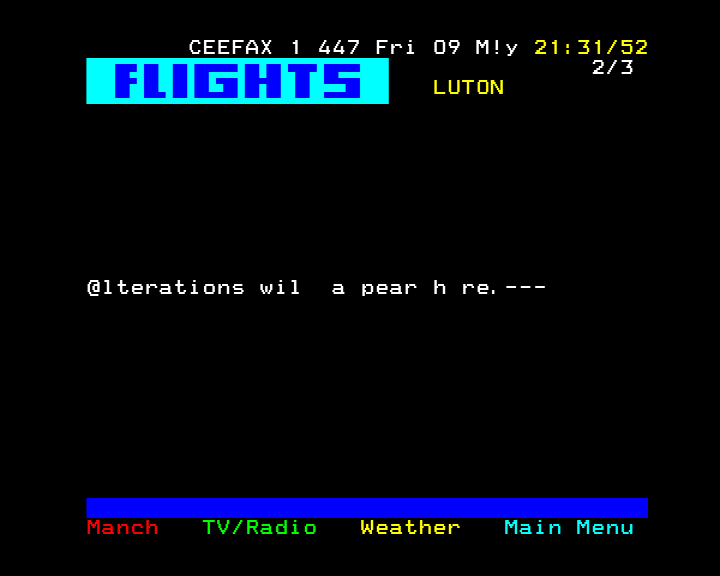 CEEFAX 1 447 Fri 09 M!y 21:31/52
2/3
FLIGHTS
LUTON
@lterations wil  a pear h re.---
Manch TV/Radio Weather Main Menu